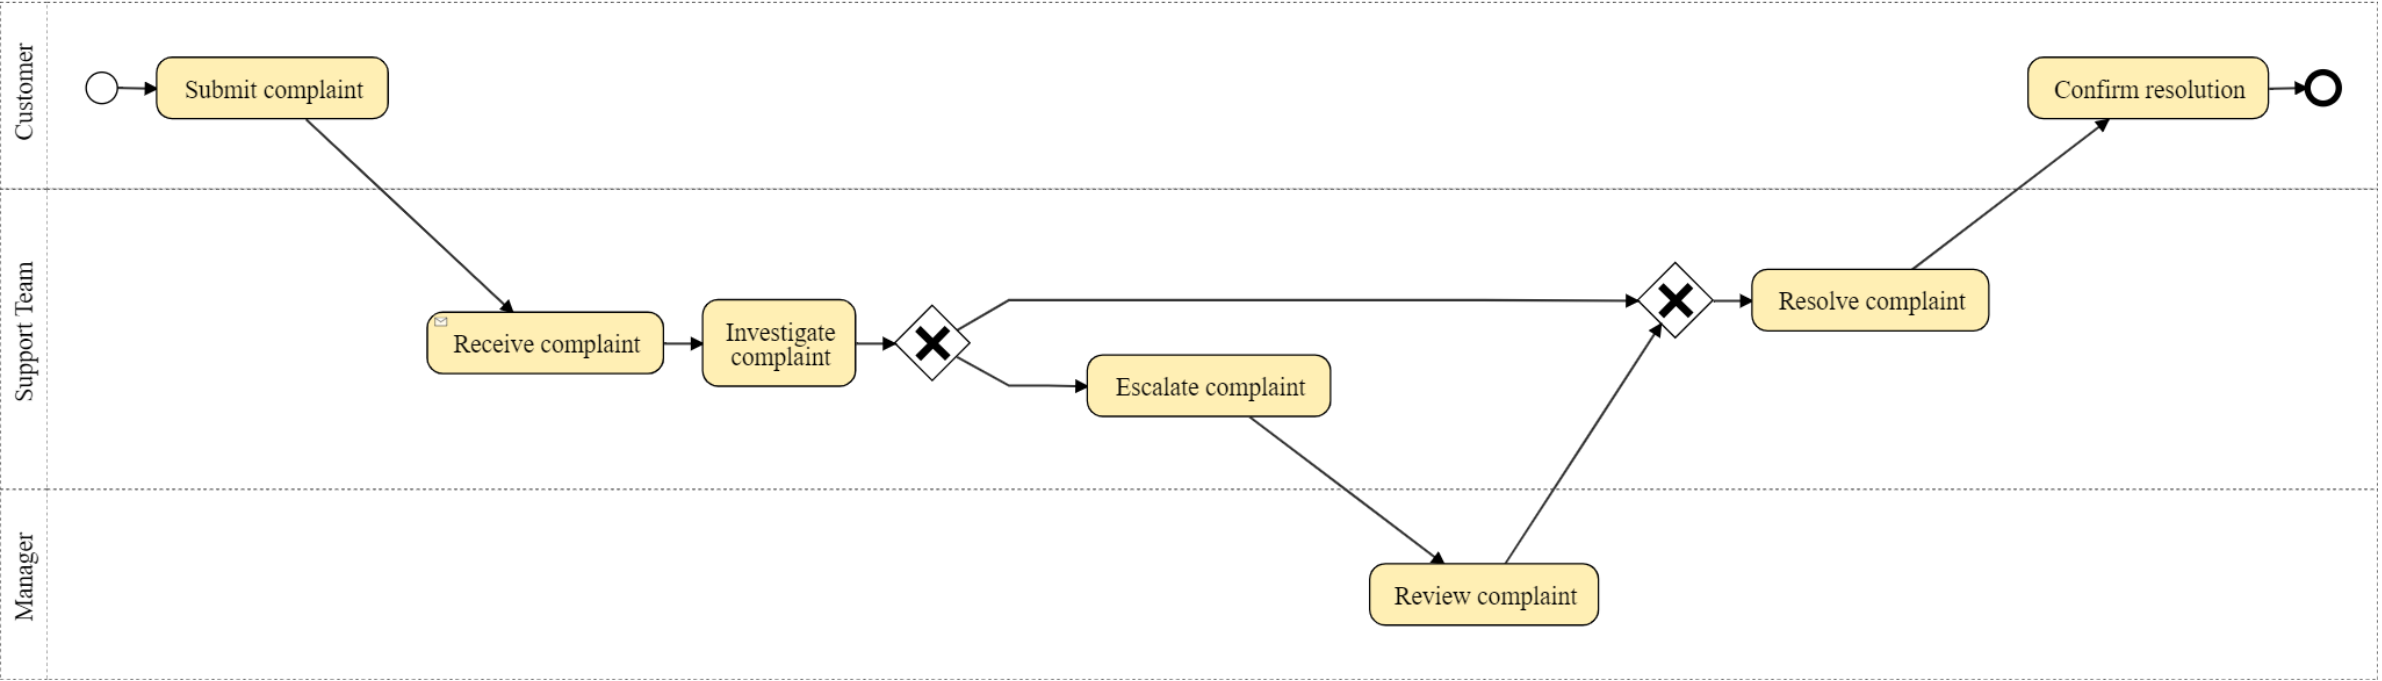 Customer
Submit complaint
Confirm resolution
Support Team
Receive complaint
Investigate
complaint
Escalate complaint
Resolve complaint
Manager
Review complaint